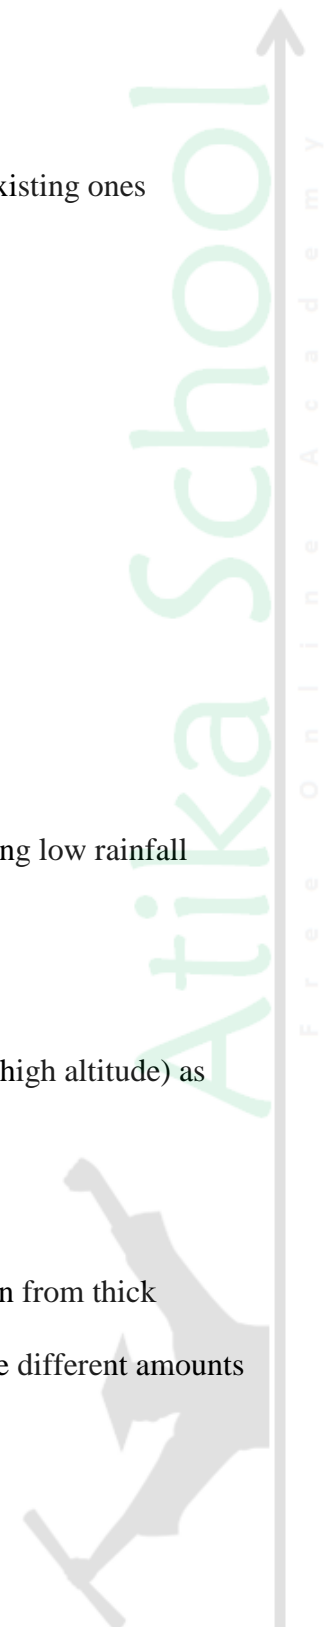 xisting ones
ng low rainfall
high altitude) as
n from thick
e different amounts
Atika School
Free Online Academy